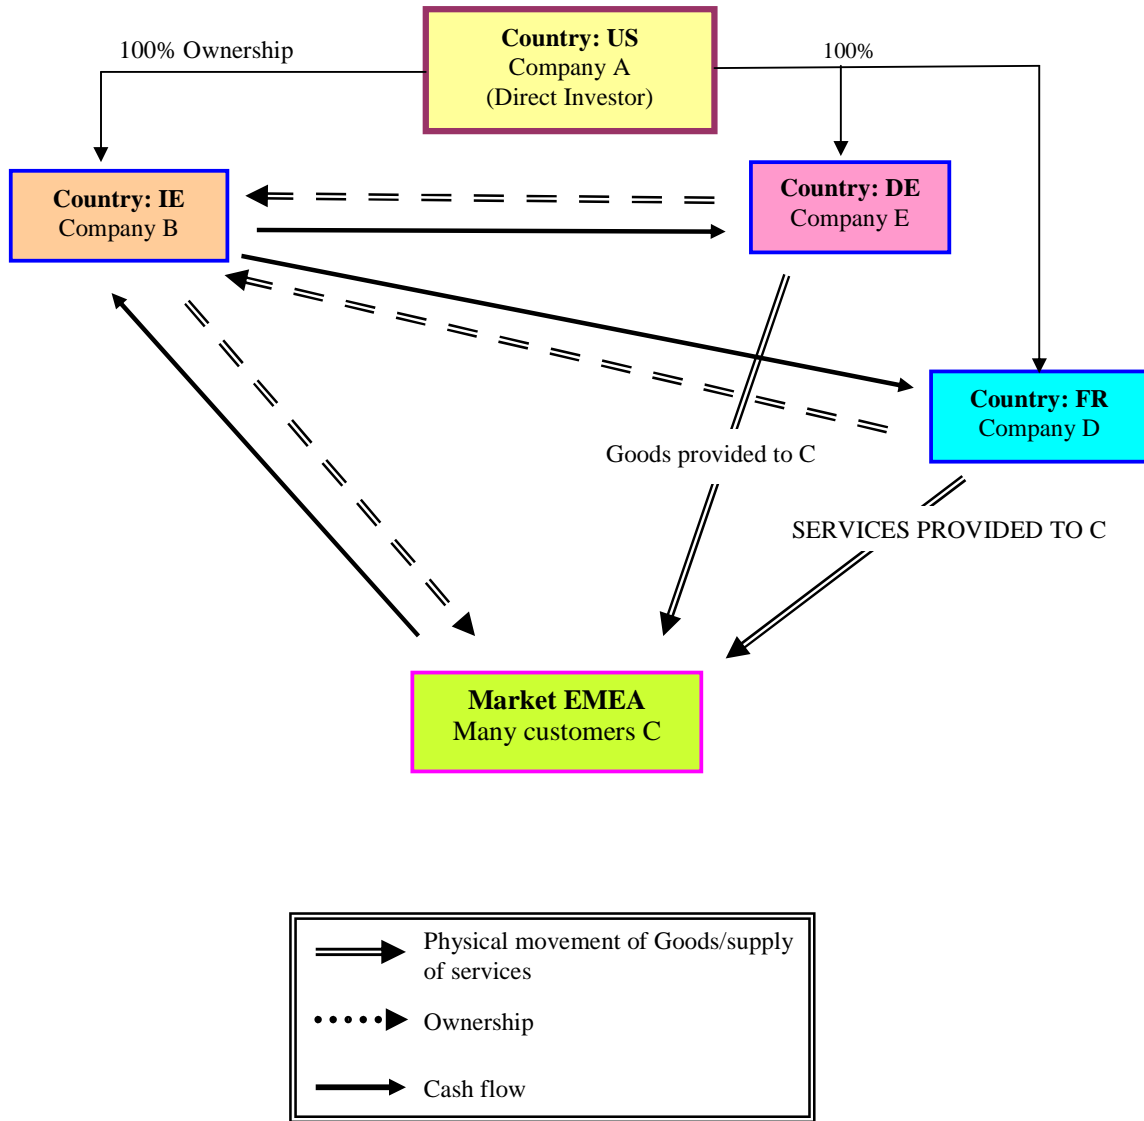 Country: US
Company A
(Direct Investor)
100% Ownership
100%
Country: IE
Company B
Country: DE
Company E
Country: FR
Company D
Goods provided to C
SERVICES PROVIDED TO C
Market EMEA
Many customers C
Physical movement of Goods/supply
of services
Ownership
Cash flow